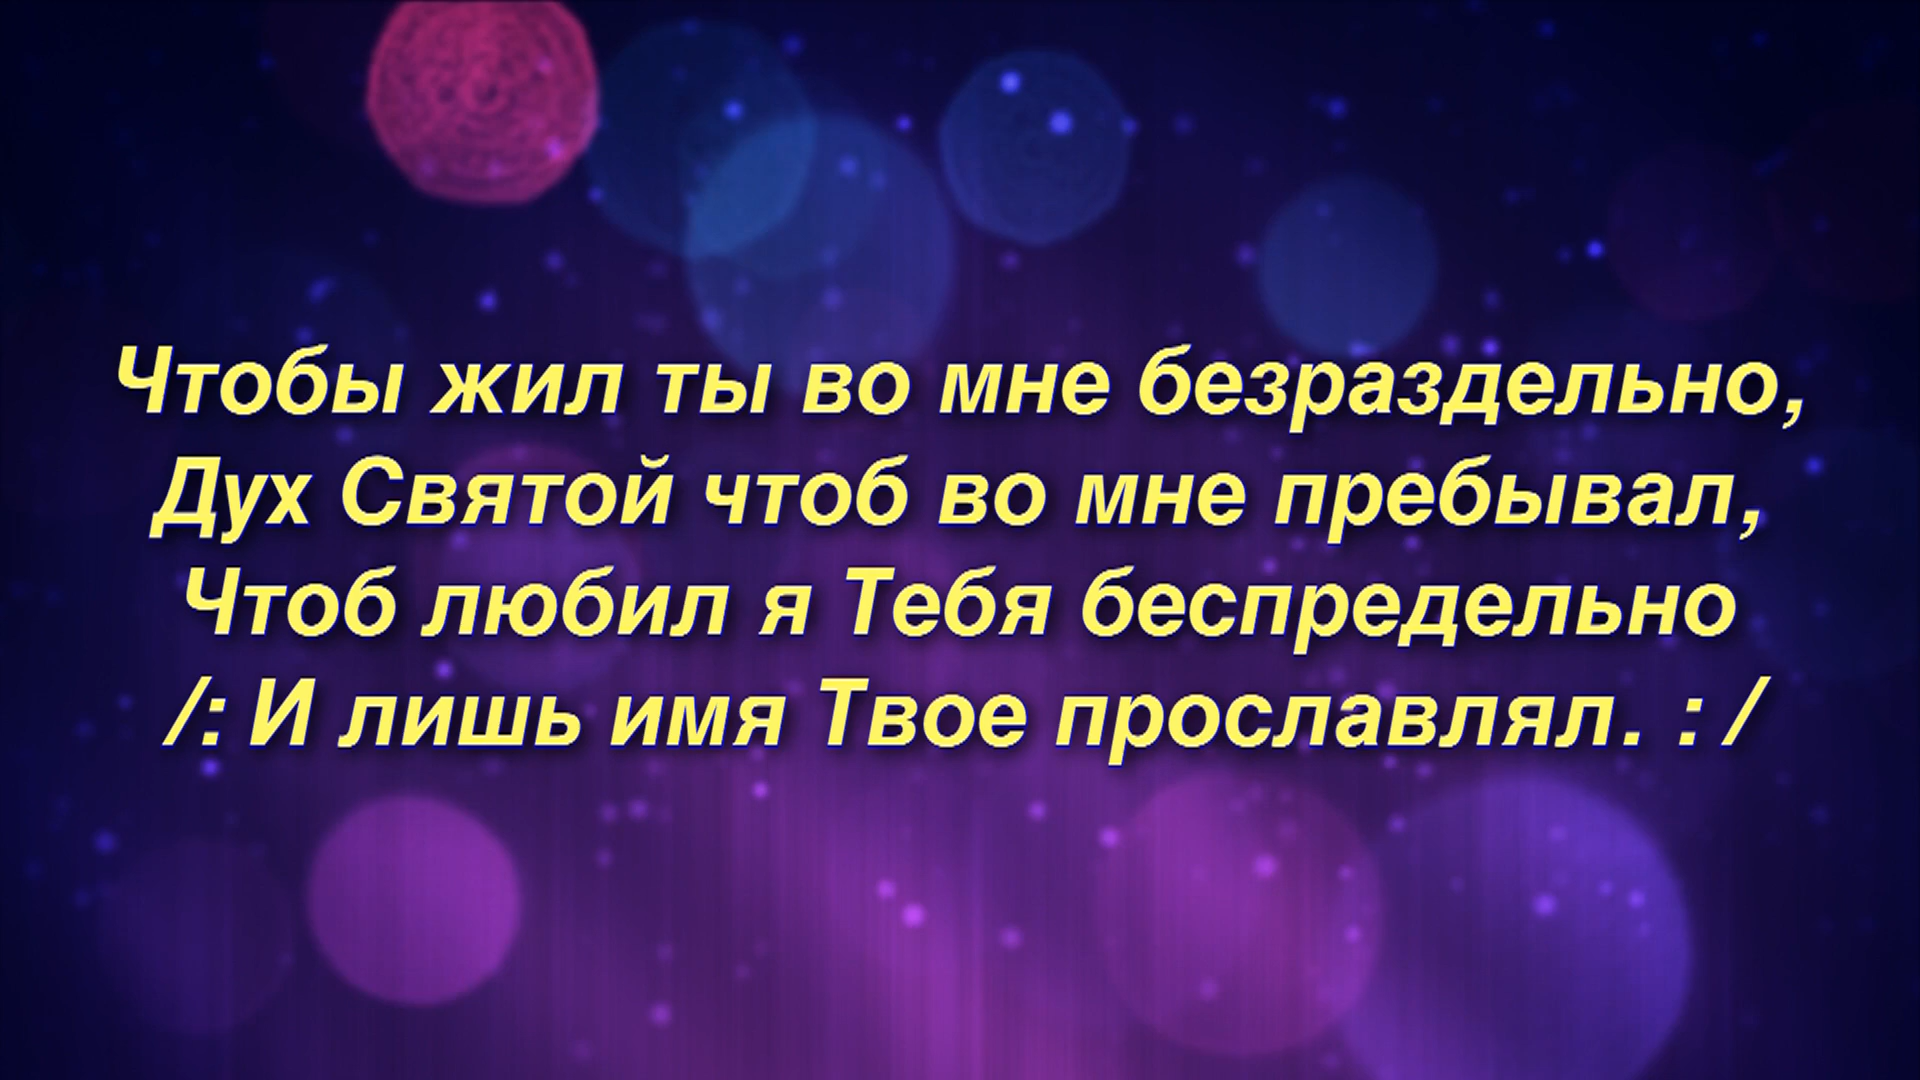 Чтобы жил ты во мне безраздельно,
Дух Святой чтоб во мне пребывал,
Чтоб любил я Тебя беспредельно
/: И лишь имя Твое прославлял. : /